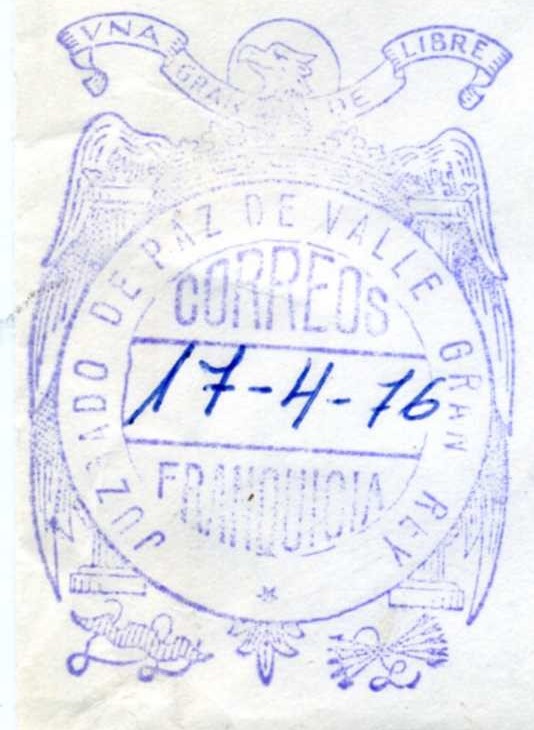 VNA GRANDE LIBRE
JUZGADO DE PAZ DE VALLE GRAN REY
CORREOS
17-4-76
FRANQUICIA